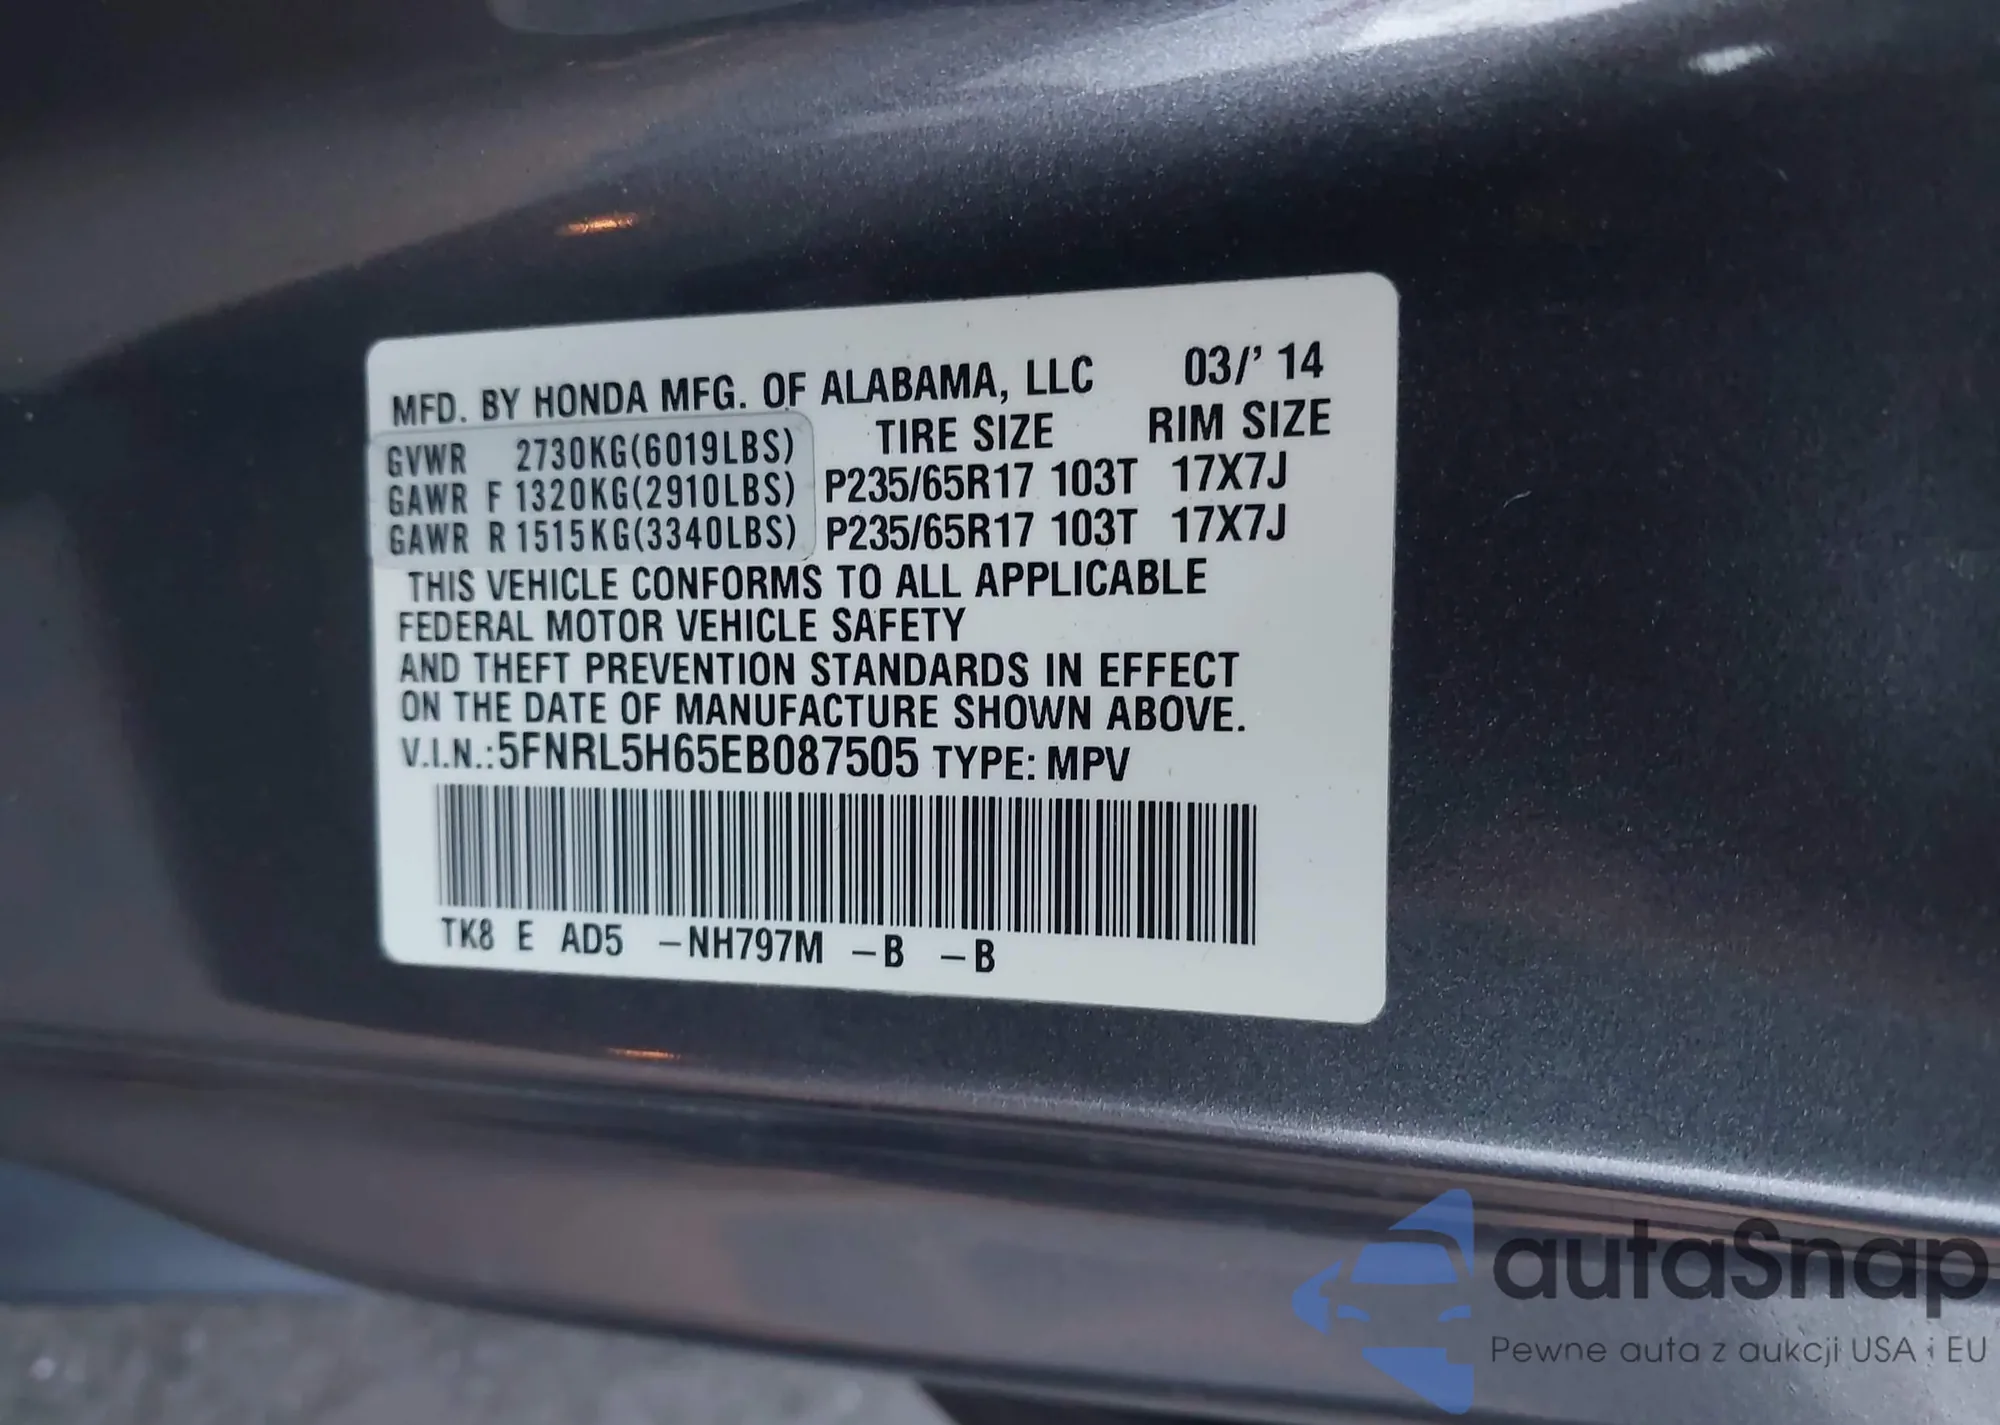 MFD. BY HONDA MFG. OF ALABAMA, LLC 03/' 14
GVWR 2730KG(6019LBS) TIRE SIZE RIM SIZE
GAWR F 1320KG(2910LBS) P235/65R17 103T 17X7J
GAWR R 1515KG(3340LBS) P235/65R17 103T 17X7J
THIS VEHICLE CONFORMS TO ALL APPLICABLE
FEDERAL MOTOR VEHICLE SAFETY
AND THEFT PREVENTION STANDARDS IN EFFECT
ON THE DATE OF MANUFACTURE SHOWN ABOVE.
V.I.N.:5FNRL5H65EB087505 TYPE: MPV
TK8 E AD5 –NH797M –B –B
autaSnap
Pewne auta z aukcji USA i EU